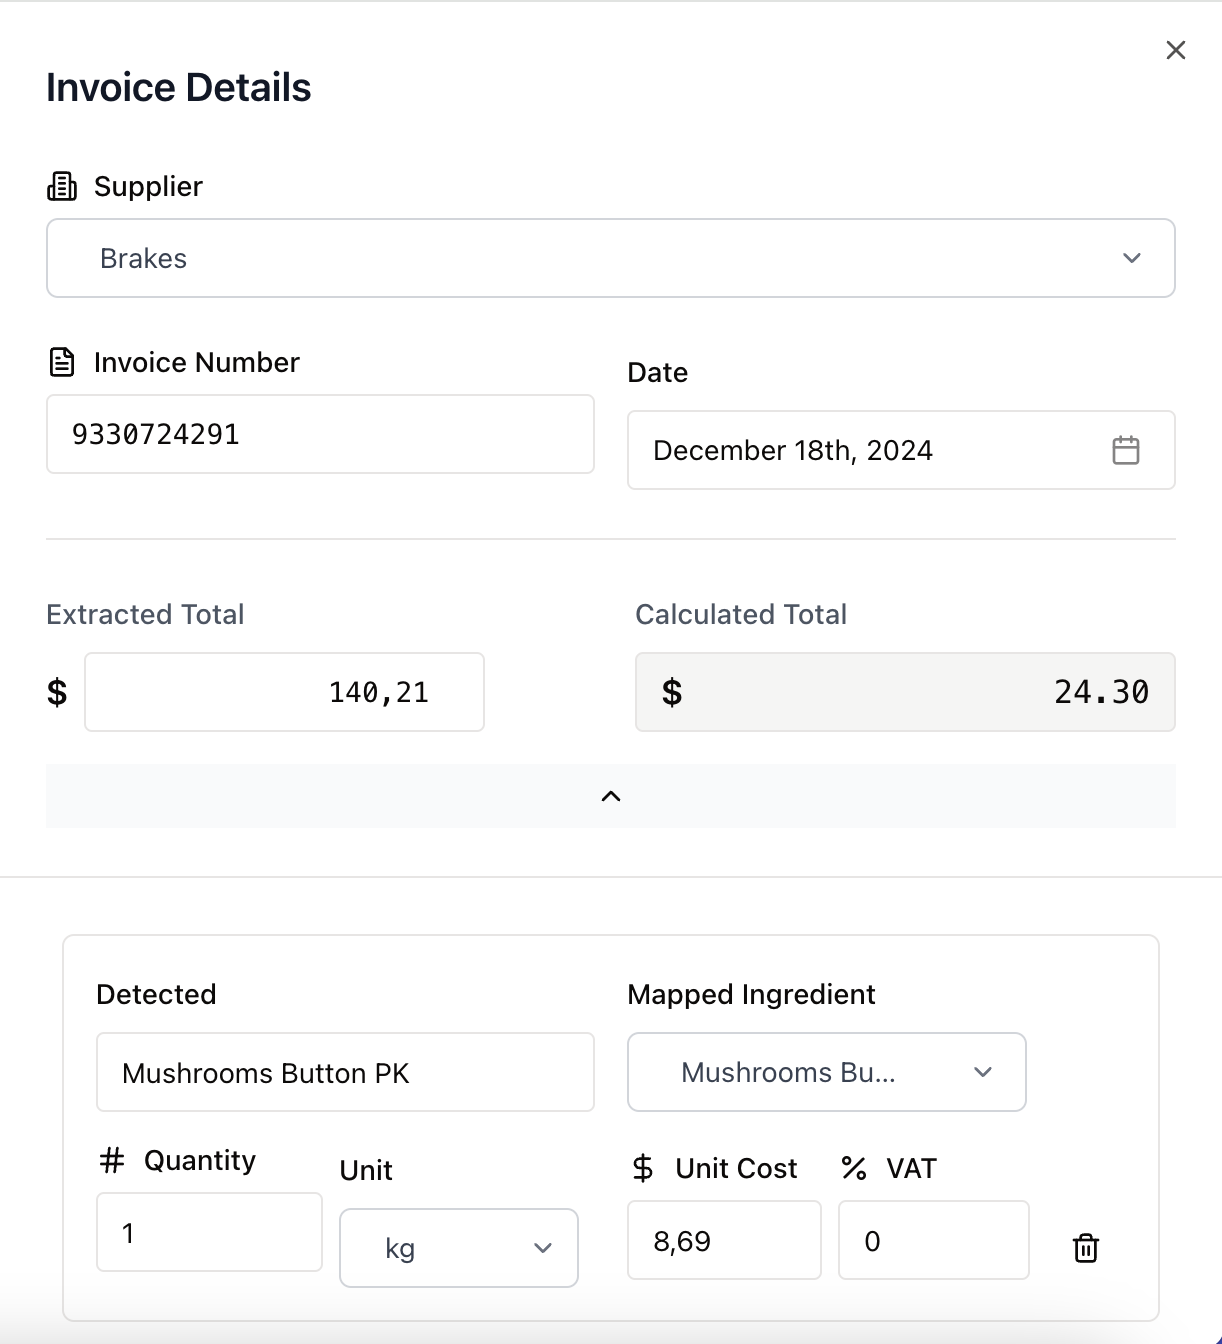 Invoice Details
Supplier
Brakes
Invoice Number
9330724291
Date
December 18th, 2024
Extracted Total
$ 140,21
Calculated Total
$ 24.30
Detected
Mushrooms Button PK
Mapped Ingredient
Mushrooms Bu...
# Quantity
1
Unit
kg
$ Unit Cost
8,69
% VAT
0